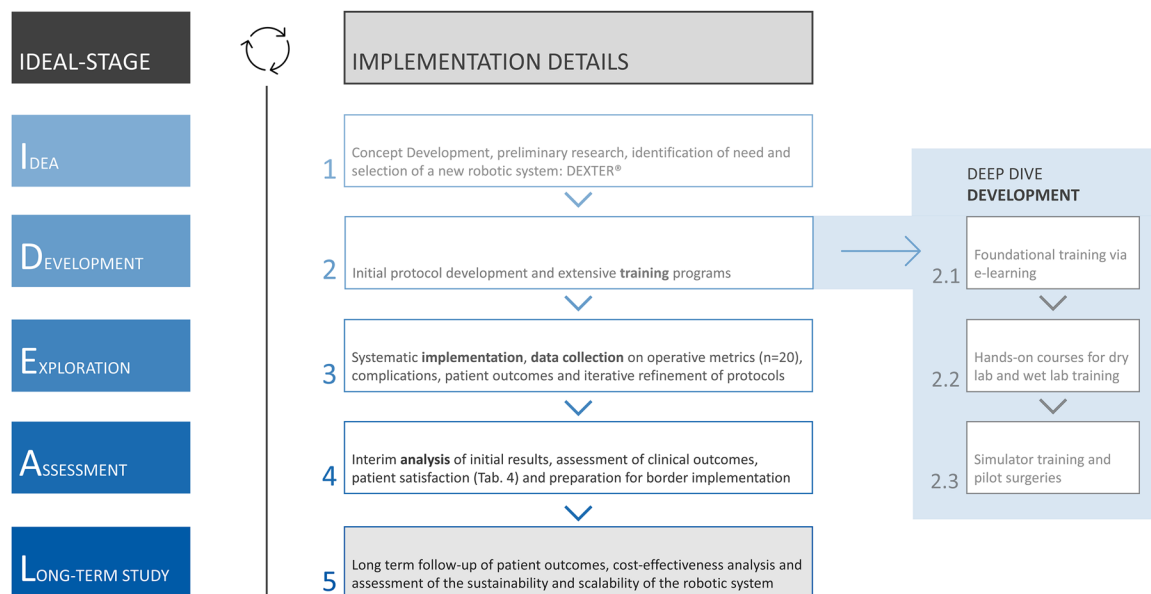 IDEAL-STAGE
IMPLEMENTATION DETAILS
IDEA
1
Concept Development, preliminary research, identification of need and
selection of a new robotic system: DEXTER®
DEVELOPMENT
2
Initial protocol development and extensive training programs
EXPLORATION
3
Systematic implementation, data collection on operative metrics (n=20),
complications, patient outcomes and iterative refinement of protocols
ASSESSMENT
4
Interim analysis of initial results, assessment of clinical outcomes,
patient satisfaction (Tab. 4) and preparation for border implementation
LONG-TERM STUDY
5
Long term follow-up of patient outcomes, cost-effectiveness analysis and
assessment of the sustainability and scalability of the robotic system
DEEP DIVE
DEVELOPMENT
2.1
Foundational training via
e-learning
2.2
Hands-on courses for dry
lab and wet lab training
2.3
Simulator training and
pilot surgeries